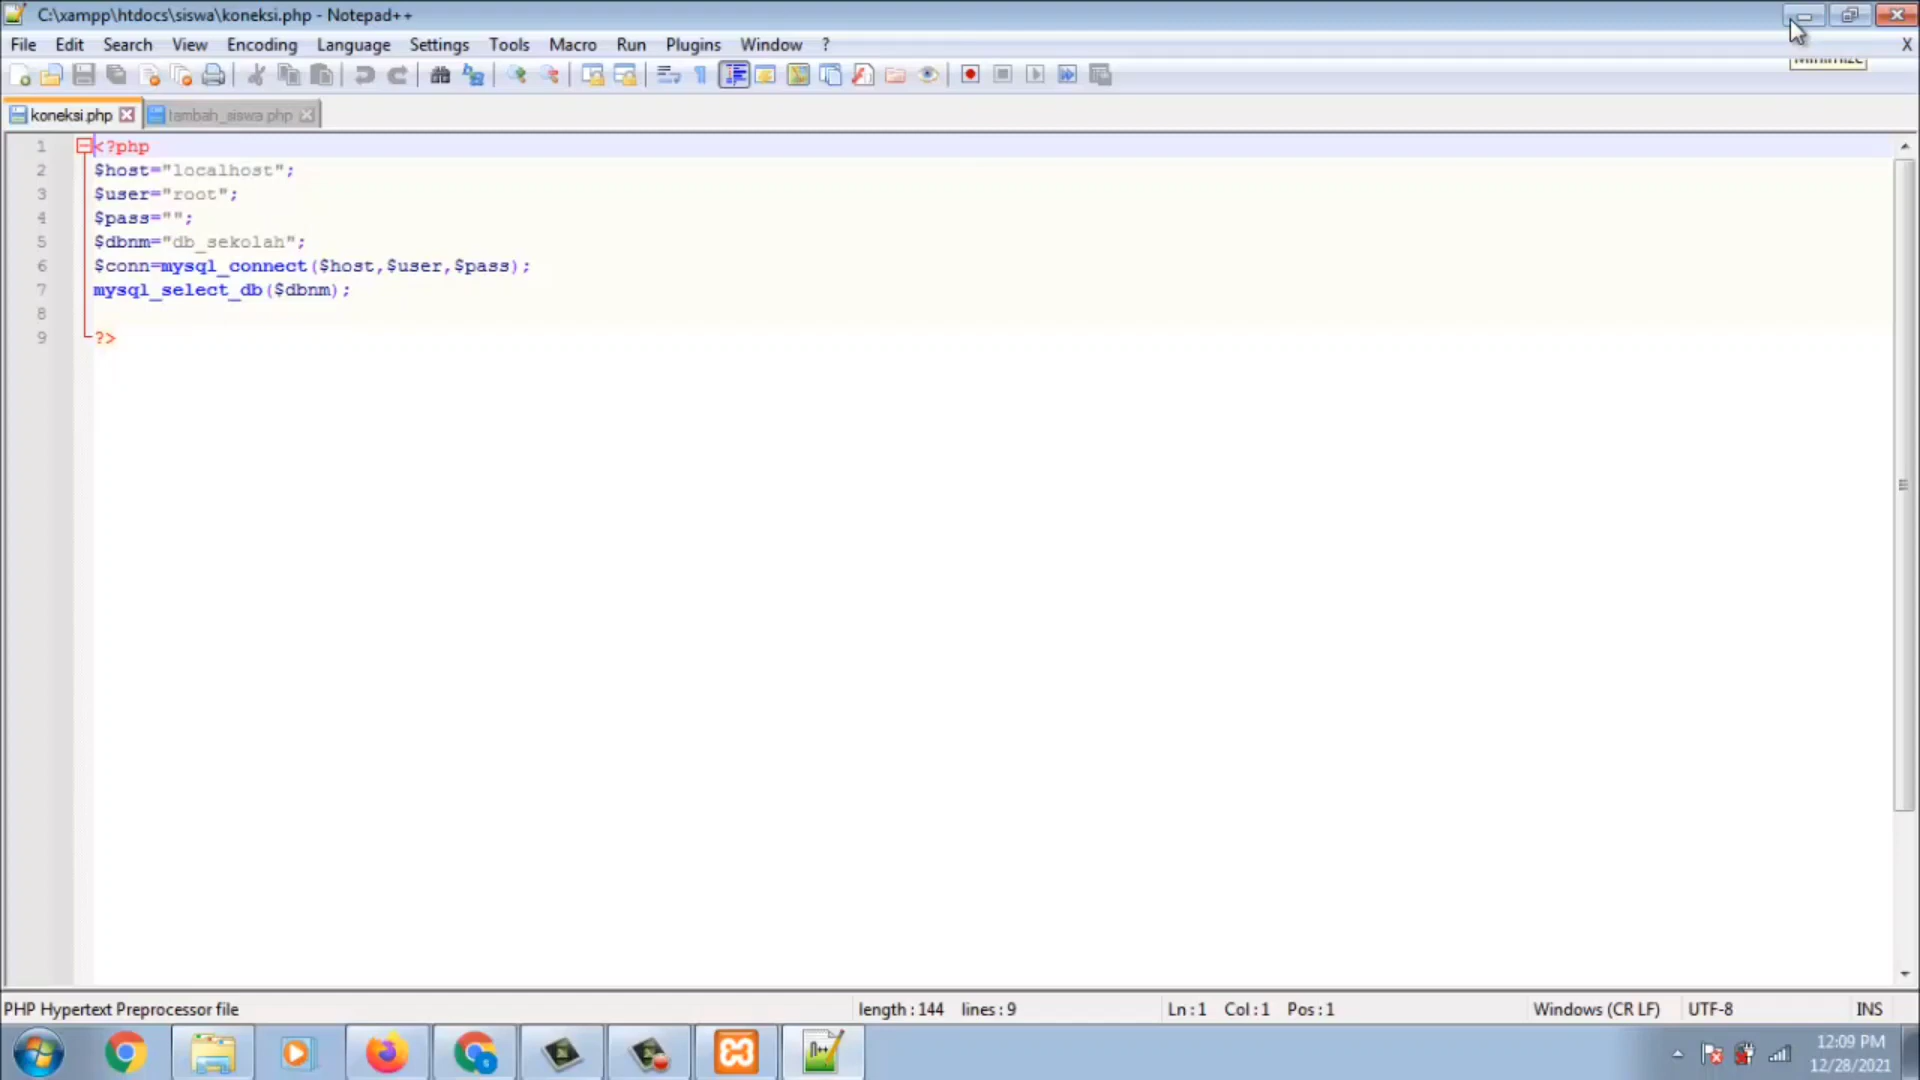 C:\xampp\htdocs\siswa\koneksi.php - Notepad++
File Edit Search View Encoding Language Settings Tools Macro Run Plugins Window ? X
Minimize
koneksi.php tambah_siswa.php
1 <?php
2 $host="localhost";
3 $user="root";
4 $pass="";
5 $dbnm="db_sekolah";
6 $conn=mysql_connect($host,$user,$pass);
7 mysql_select_db($dbnm);
8
9 ?>
PHP Hypertext Preprocessor file length : 144 lines : 9 Ln : 1 Col : 1 Pos : 1 Windows (CR LF) UTF-8 INS
12:09 PM
12/28/2021